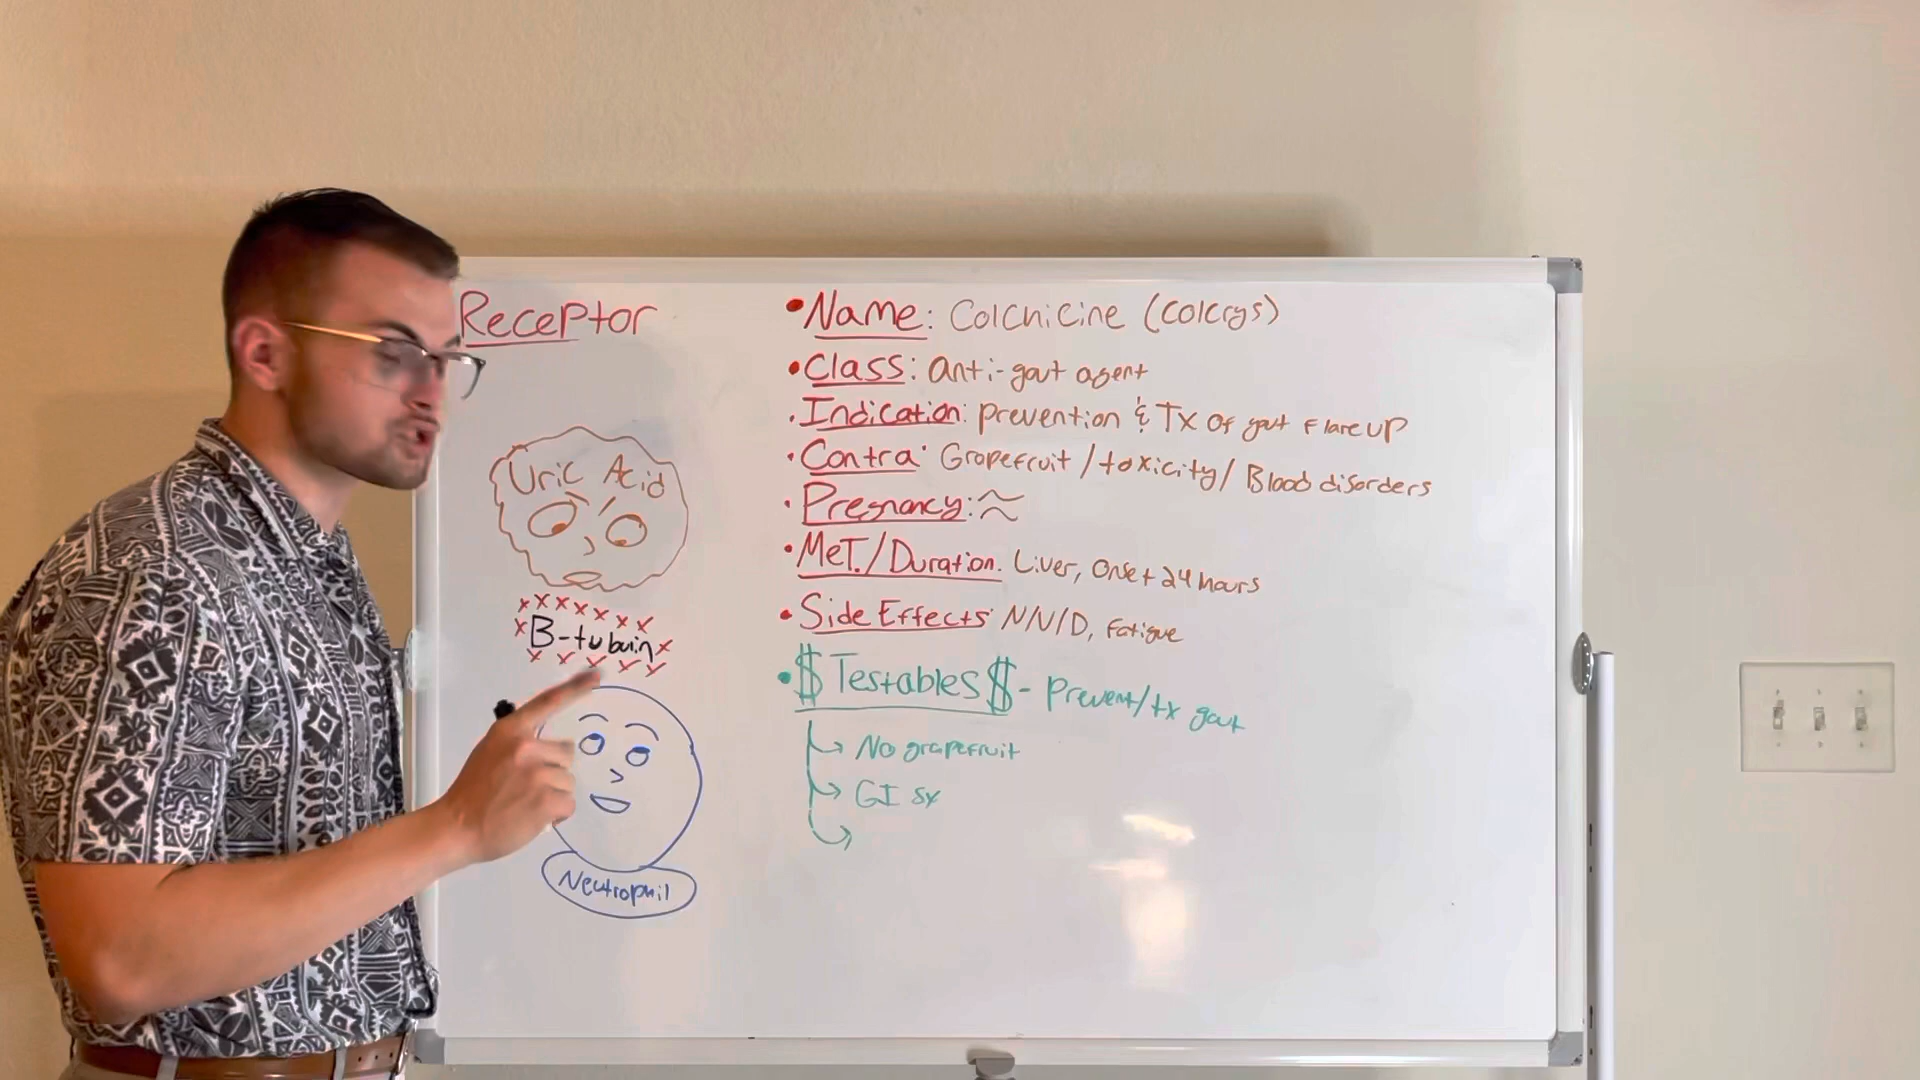 Receptor
Uric Acid
x x x x x x x
x B-tubuin x
x x x x x
Neutrophil
• Name: Colchicine (Colcrys)
• Class: Anti-gout agent
• Indication: Prevention & Tx of gout Flare up
• Contra: Grapefruit / toxicity / Blood disorders
• Pregnancy: ≈
• Met./Duration: Liver, Onset 24 hours
• Side Effects: N/V/D, Fatigue
• $ Testables $ - Prevent/tx gout
↳ No grapefruit
↳ GI sx